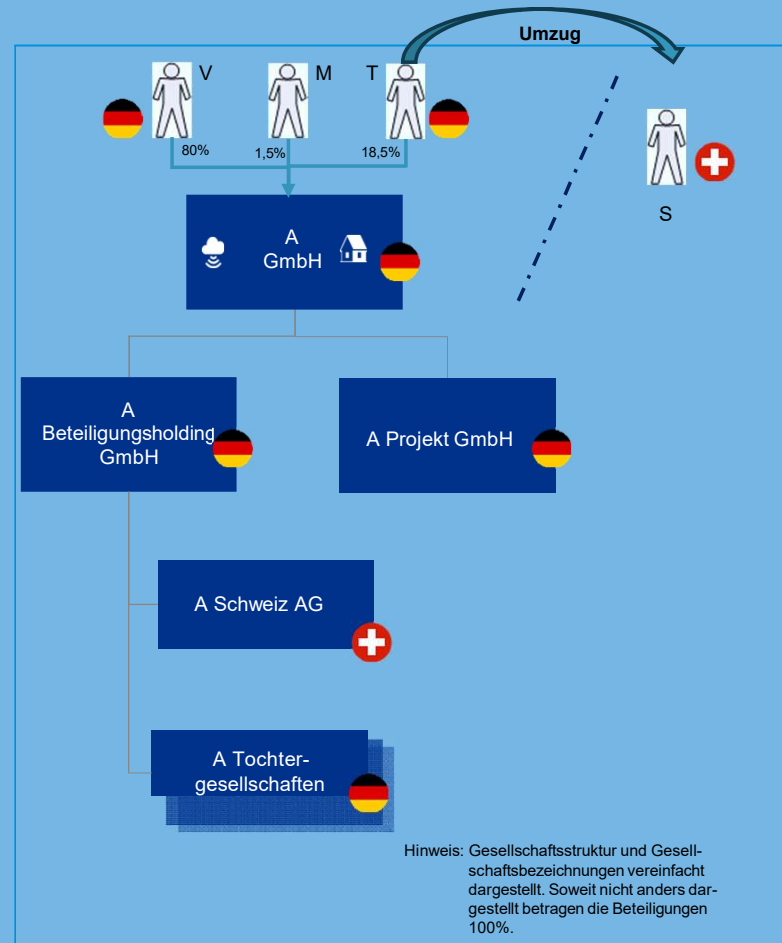 Umzug
V
M
T
80%
1,5%
18,5%
S
A
GmbH
A
Beteiligungsholding
GmbH
A Projekt GmbH
A Schweiz AG
A Tochter-
gesellschaften
Hinweis: Gesellschaftsstruktur und Gesell-
schaftsbezeichnungen vereinfacht
dargestellt. Soweit nicht anders dar-
gestellt betragen die Beteiligungen
100%.